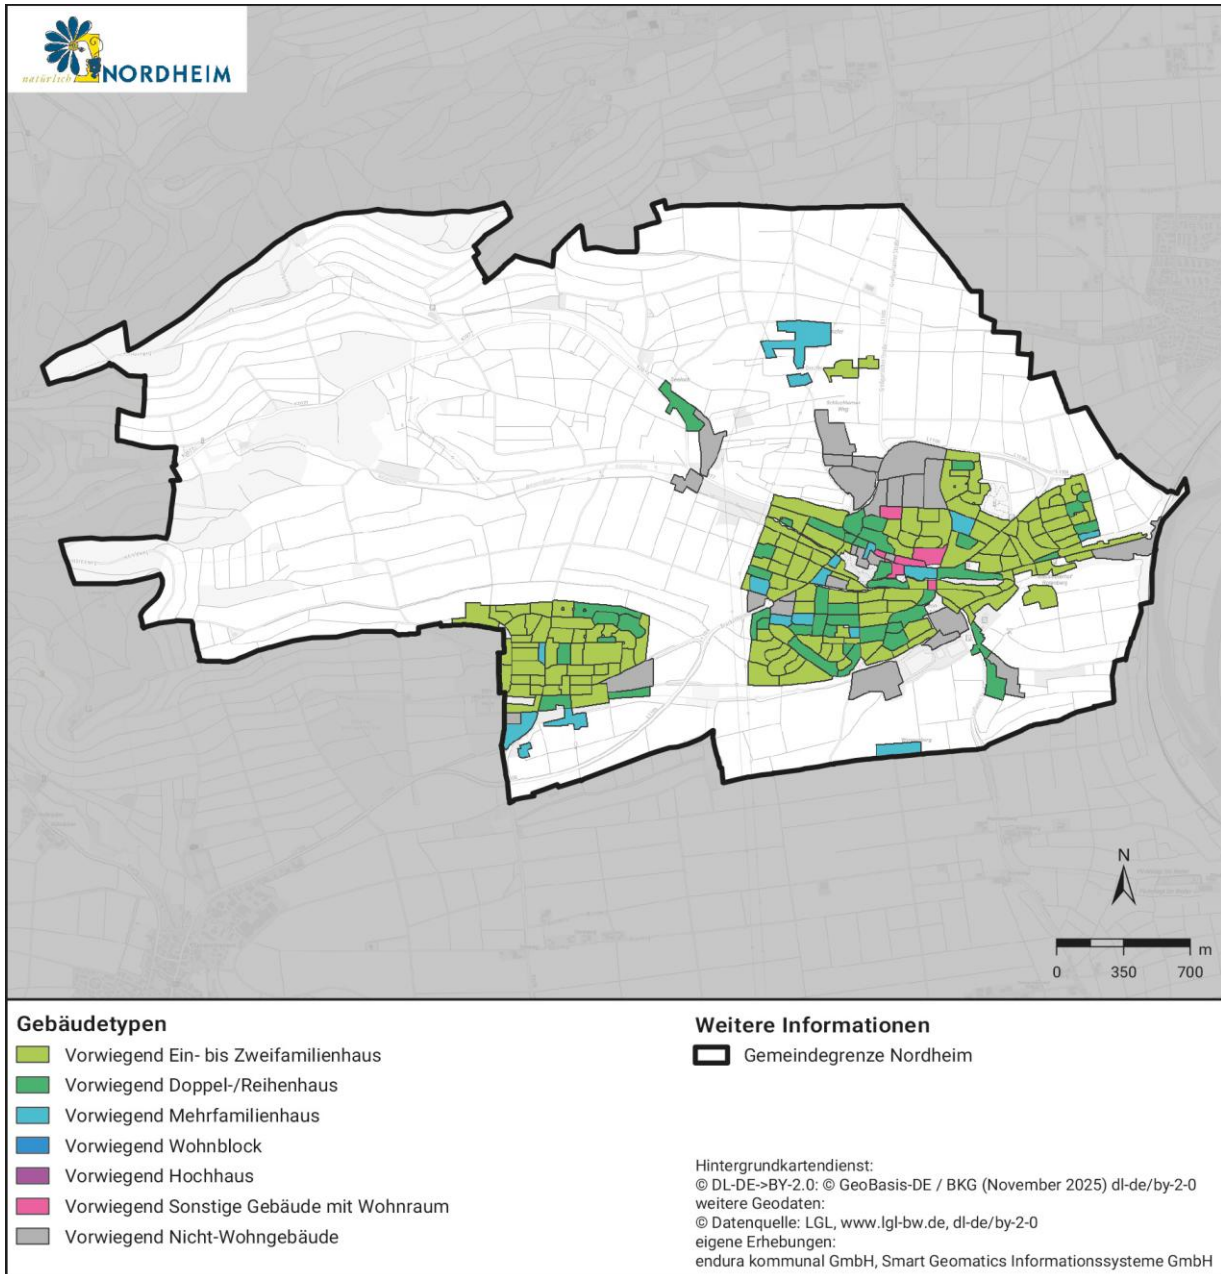 natürlich
NORDHEIM
N
m
0 350 700
Gebäudetypen
Vorwiegend Ein- bis Zweifamilienhaus
Vorwiegend Doppel-/Reihenhaus
Vorwiegend Mehrfamilienhaus
Vorwiegend Wohnblock
Vorwiegend Hochhaus
Vorwiegend Sonstige Gebäude mit Wohnraum
Vorwiegend Nicht-Wohngebäude
Weitere Informationen
Gemeindegrenze Nordheim
Hintergrundkartendienst:
© DL-DE->BY-2.0: © GeoBasis-DE / BKG (November 2025) dl-de/by-2-0
weitere Geodaten:
© Datenquelle: LGL, www.lgl-bw.de, dl-de/by-2-0
eigene Erhebungen:
endura kommunal GmbH, Smart Geomatics Informationssysteme GmbH